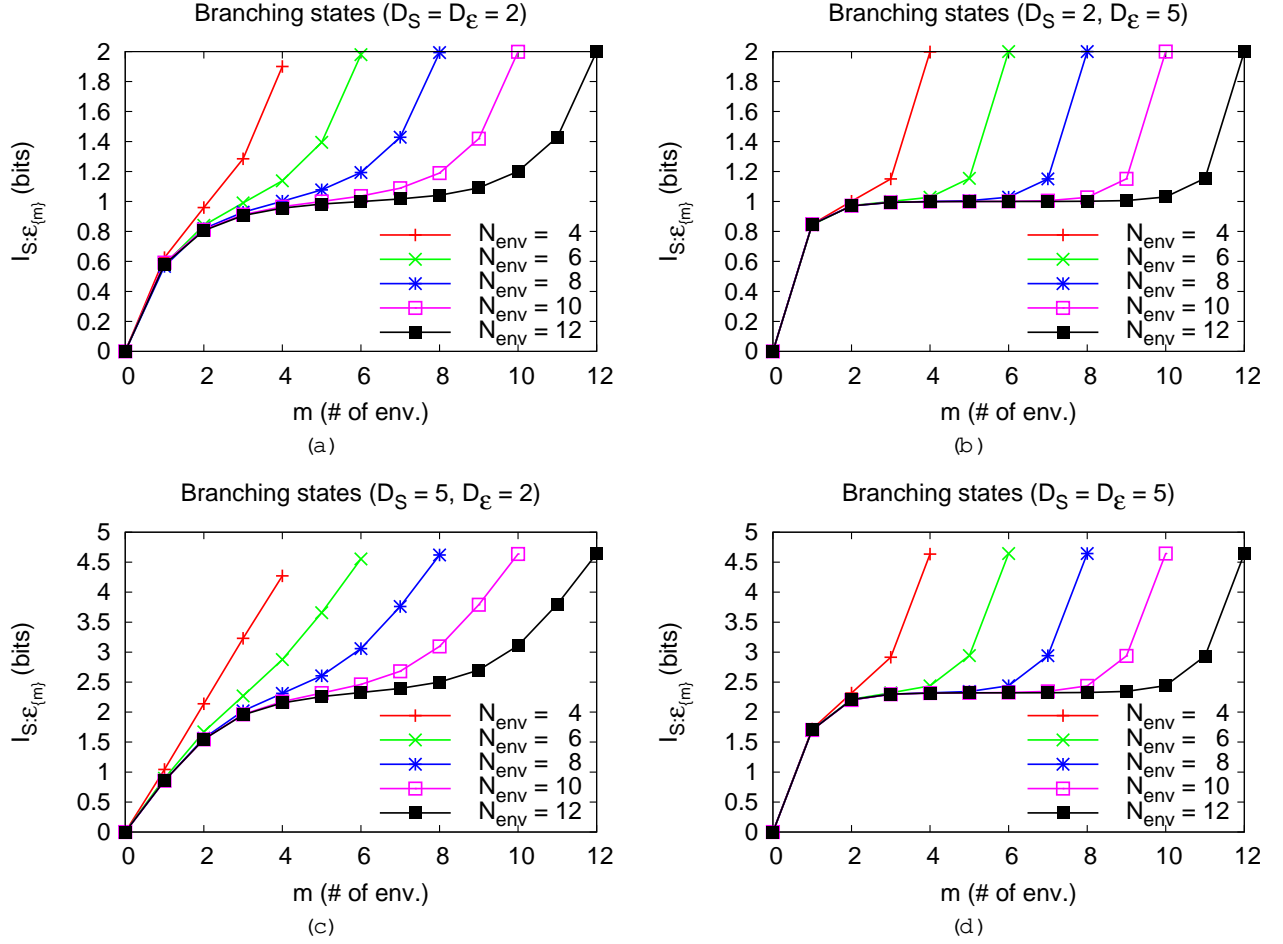 Branching states (D_S = D_ε = 2)
I_S:ε_{m} (bits)
2
1.8
1.6
1.4
1.2
1
0.8
0.6
0.4
0.2
0
N_env = 4
N_env = 6
N_env = 8
N_env = 10
N_env = 12
0 2 4 6 8 10 12
m (# of env.)
(a)
Branching states (D_S = 2, D_ε = 5)
I_S:ε_{m} (bits)
2
1.8
1.6
1.4
1.2
1
0.8
0.6
0.4
0.2
0
N_env = 4
N_env = 6
N_env = 8
N_env = 10
N_env = 12
0 2 4 6 8 10 12
m (# of env.)
(b)
Branching states (D_S = 5, D_ε = 2)
I_S:ε_{m} (bits)
5
4.5
4
3.5
3
2.5
2
1.5
1
0.5
0
N_env = 4
N_env = 6
N_env = 8
N_env = 10
N_env = 12
0 2 4 6 8 10 12
m (# of env.)
(c)
Branching states (D_S = D_ε = 5)
I_S:ε_{m} (bits)
5
4.5
4
3.5
3
2.5
2
1.5
1
0.5
0
N_env = 4
N_env = 6
N_env = 8
N_env = 10
N_env = 12
0 2 4 6 8 10 12
m (# of env.)
(d)